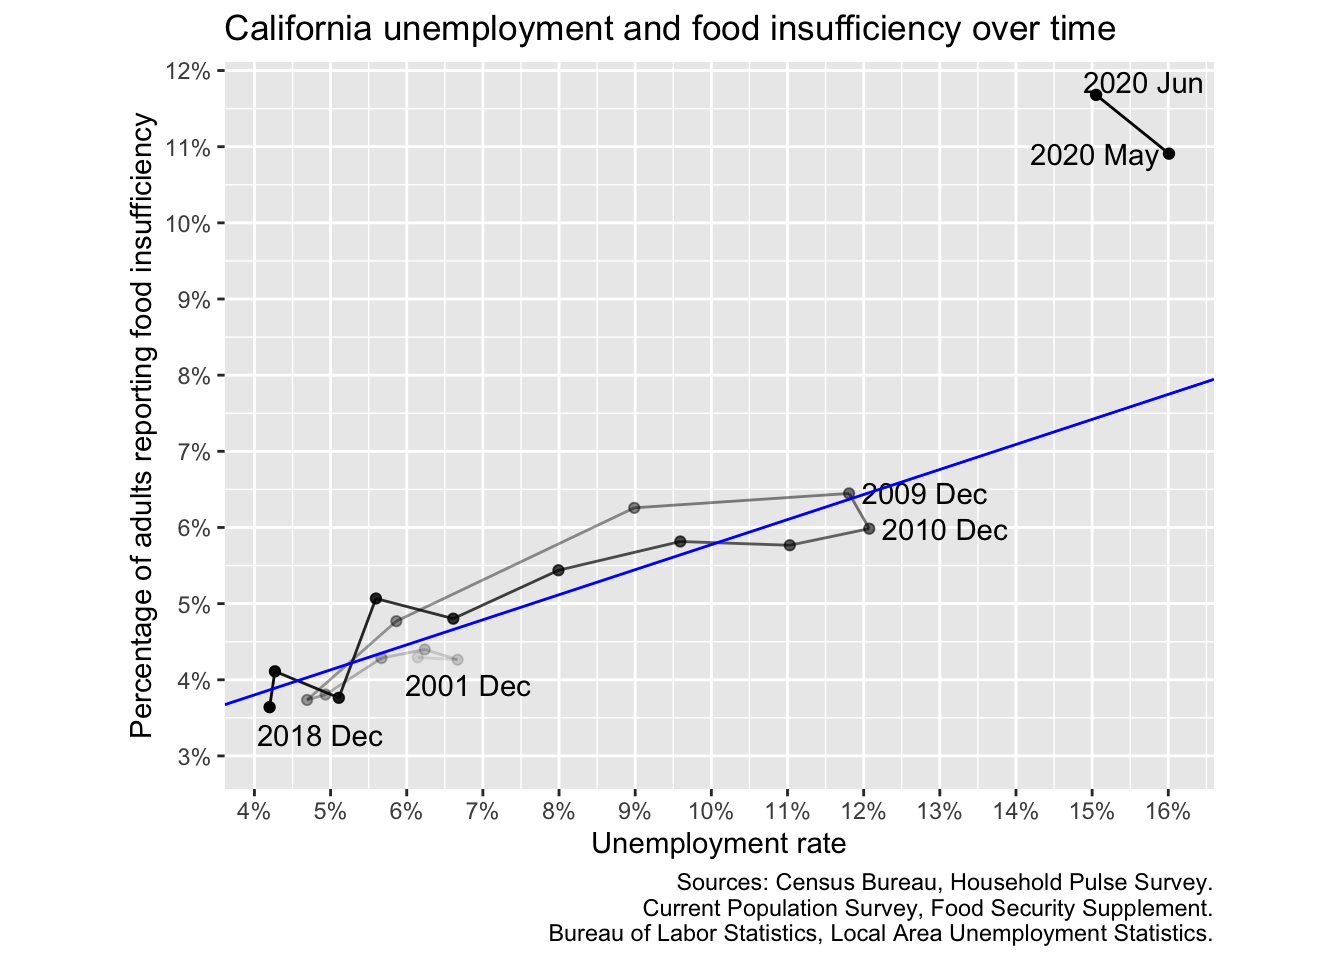 California unemployment and food insufficiency over time
Percentage of adults reporting food insufficiency
12%
11%
10%
9%
8%
7%
6%
5%
4%
3%
2020 Jun
2020 May
2009 Dec
2010 Dec
2001 Dec
2018 Dec
4% 5% 6% 7% 8% 9% 10% 11% 12% 13% 14% 15% 16%
Unemployment rate
Sources: Census Bureau, Household Pulse Survey.
Current Population Survey, Food Security Supplement.
Bureau of Labor Statistics, Local Area Unemployment Statistics.